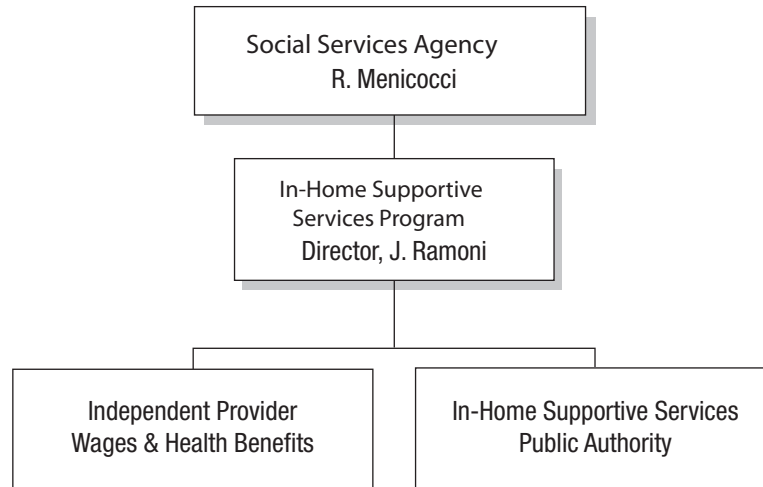 Social Services Agency
R. Menicocci
In-Home Supportive
Services Program
Director, J. Ramoni
Independent Provider
Wages & Health Benefits
In-Home Supportive Services
Public Authority